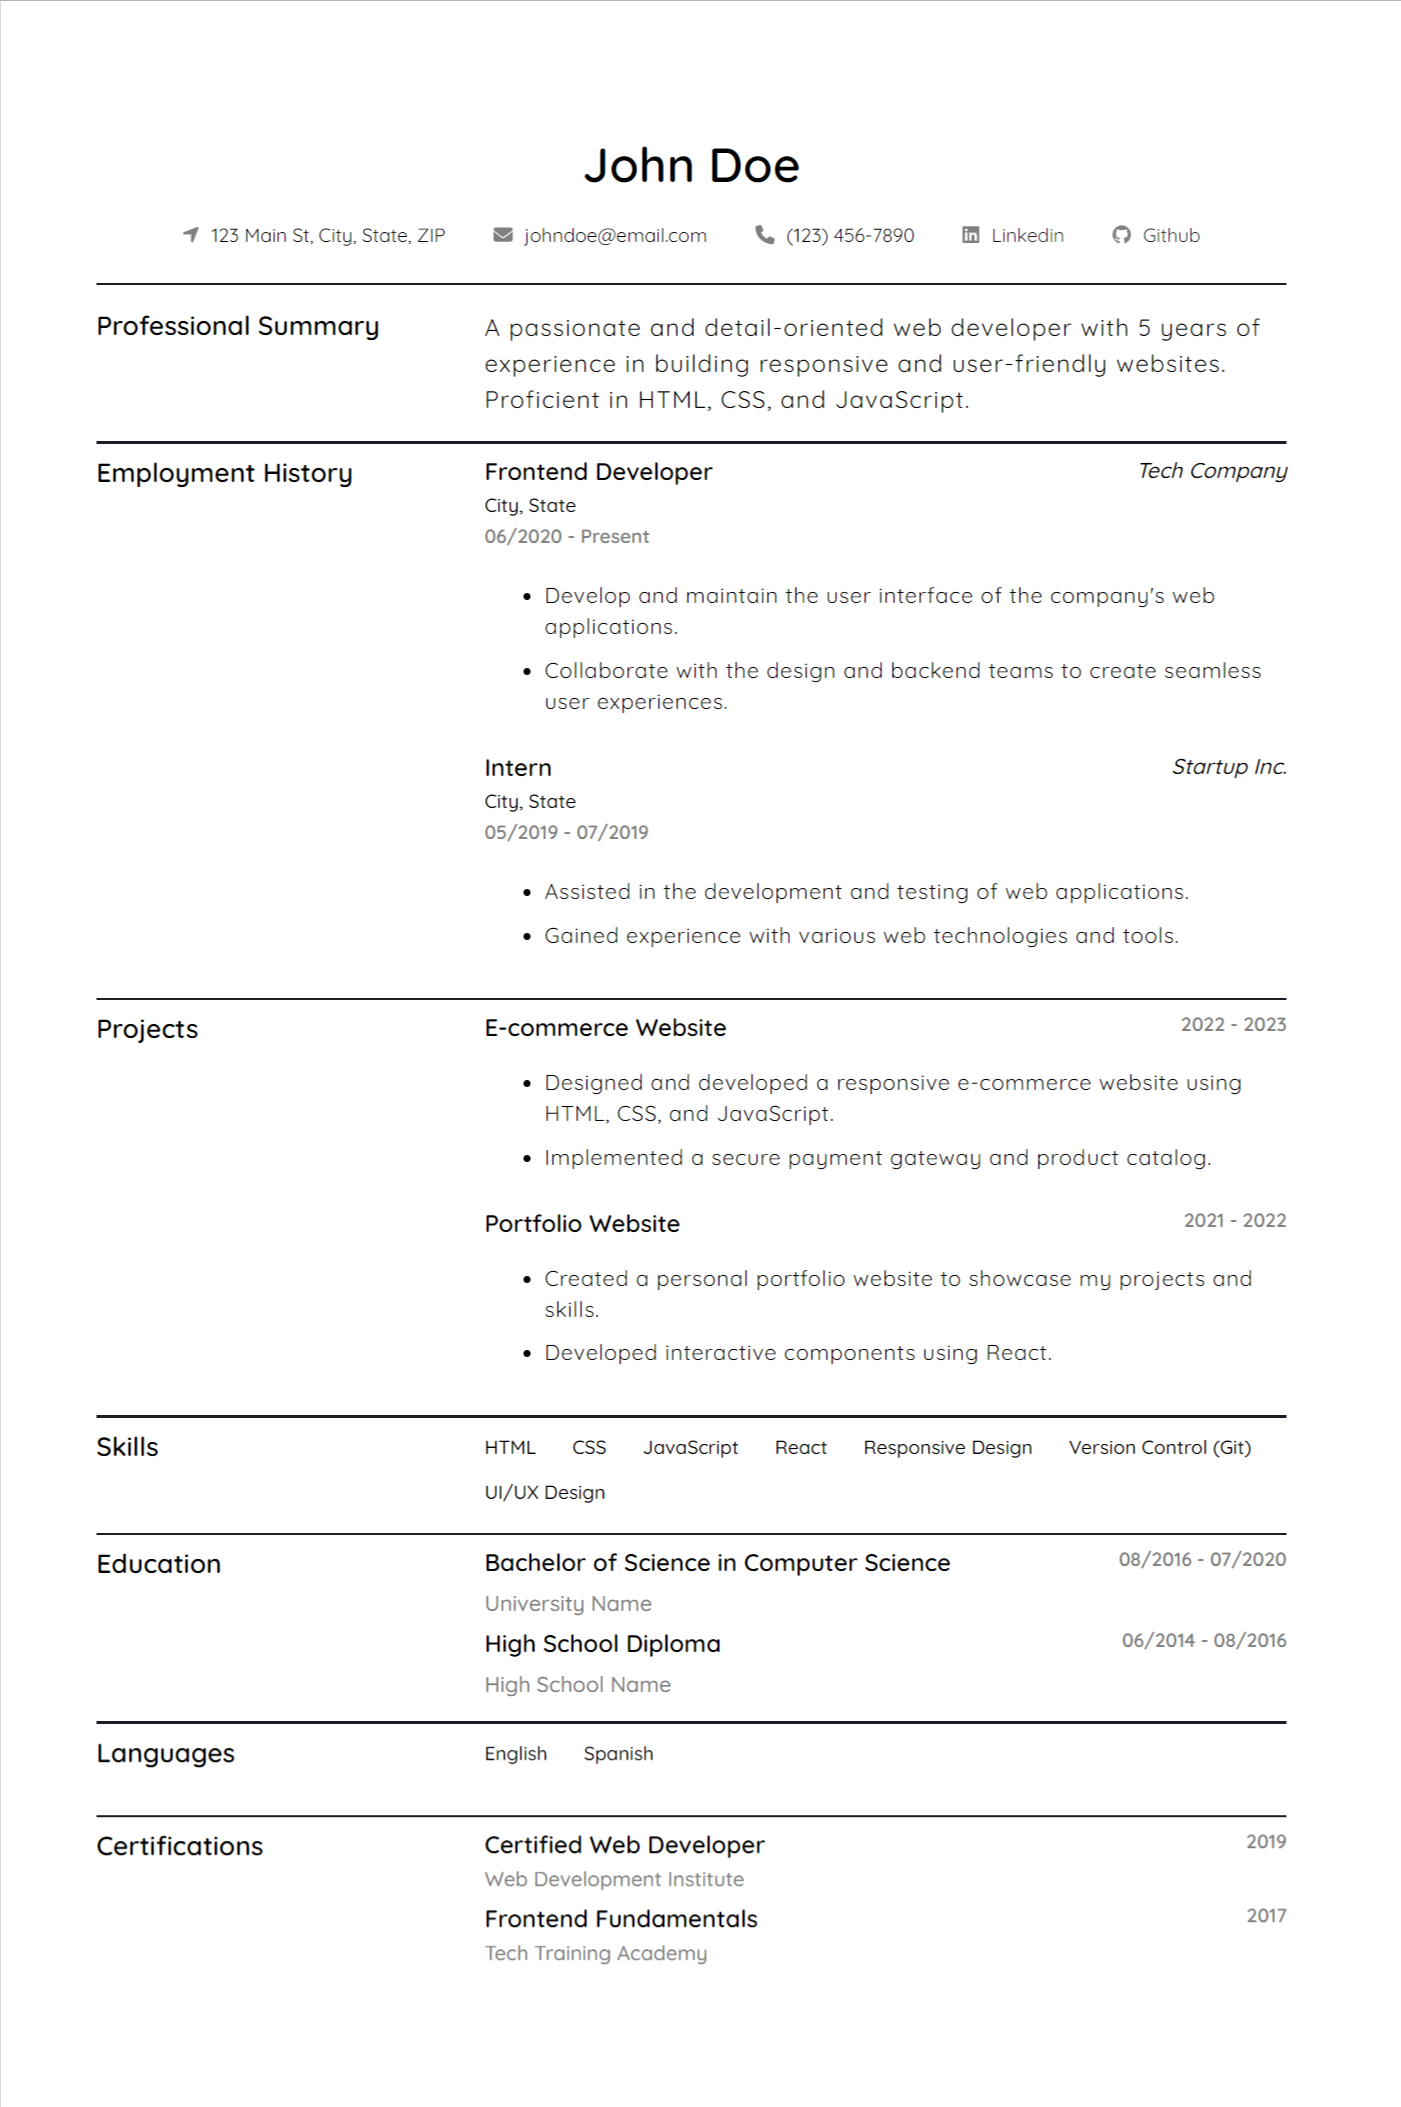 John Doe
123 Main St, City, State, ZIP johndoe@email.com (123) 456-7890 Linkedin Github
Professional Summary
A passionate and detail-oriented web developer with 5 years of
experience in building responsive and user-friendly websites.
Proficient in HTML, CSS, and JavaScript.
Employment History
Frontend Developer Tech Company
City, State
06/2020 - Present
• Develop and maintain the user interface of the company's web
applications.
• Collaborate with the design and backend teams to create seamless
user experiences.
Intern Startup Inc.
City, State
05/2019 - 07/2019
• Assisted in the development and testing of web applications.
• Gained experience with various web technologies and tools.
Projects
E-commerce Website 2022 - 2023
• Designed and developed a responsive e-commerce website using
HTML, CSS, and JavaScript.
• Implemented a secure payment gateway and product catalog.
Portfolio Website 2021 - 2022
• Created a personal portfolio website to showcase my projects and
skills.
• Developed interactive components using React.
Skills
HTML CSS JavaScript React Responsive Design Version Control (Git)
UI/UX Design
Education
Bachelor of Science in Computer Science 08/2016 - 07/2020
University Name
High School Diploma 06/2014 - 08/2016
High School Name
Languages
English Spanish
Certifications
Certified Web Developer 2019
Web Development Institute
Frontend Fundamentals 2017
Tech Training Academy